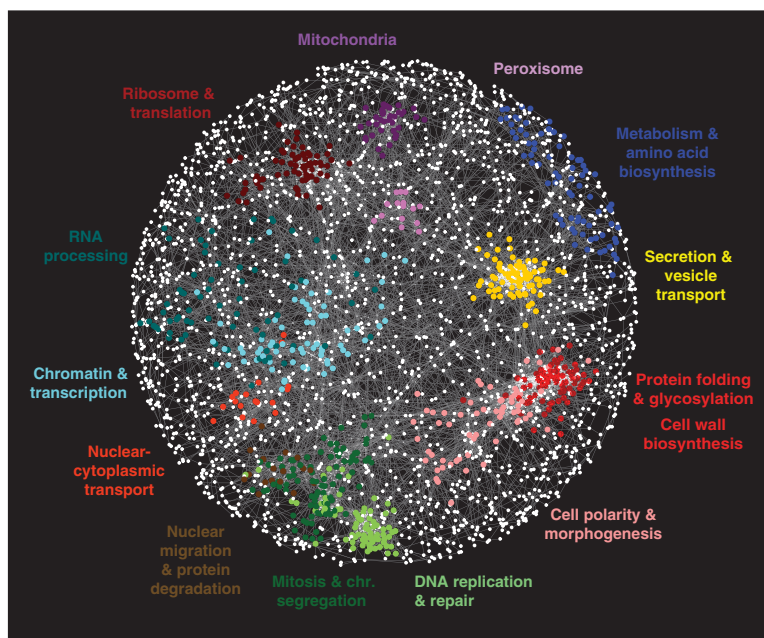 Mitochondria
Peroxisome
Ribosome &
translation
Metabolism &
amino acid
biosynthesis
RNA
processing
Secretion &
vesicle
transport
Chromatin &
transcription
Protein folding
& glycosylation
Cell wall
biosynthesis
Nuclear-
cytoplasmic
transport
Cell polarity &
morphogenesis
Nuclear
migration
& protein
degradation
Mitosis & chr.
segregation
DNA replication
& repair